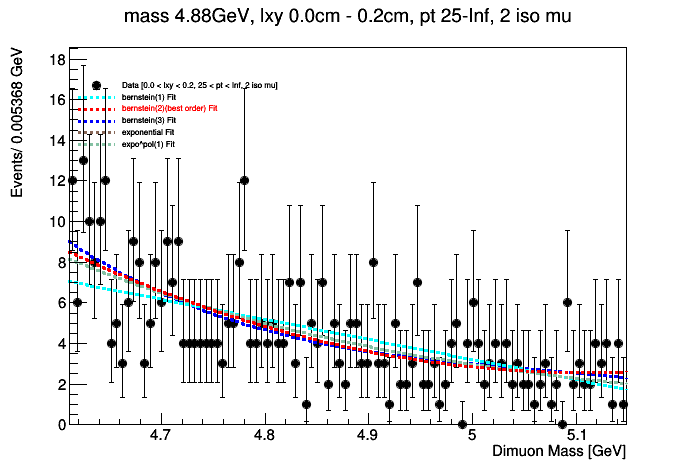 mass 4.88GeV, lxy 0.0cm - 0.2cm, pt 25-Inf, 2 iso mu
Events/ 0.005368 GeV
18
16
14
12
10
8
6
4
2
0
Data [0.0 < lxy < 0.2, 25 < pt < Inf, 2 iso mu]
bernstein(1) Fit
bernstein(2)(best order) Fit
bernstein(3) Fit
exponential Fit
expo*pol(1) Fit
4.7 4.8 4.9 5 5.1
Dimuon Mass [GeV]